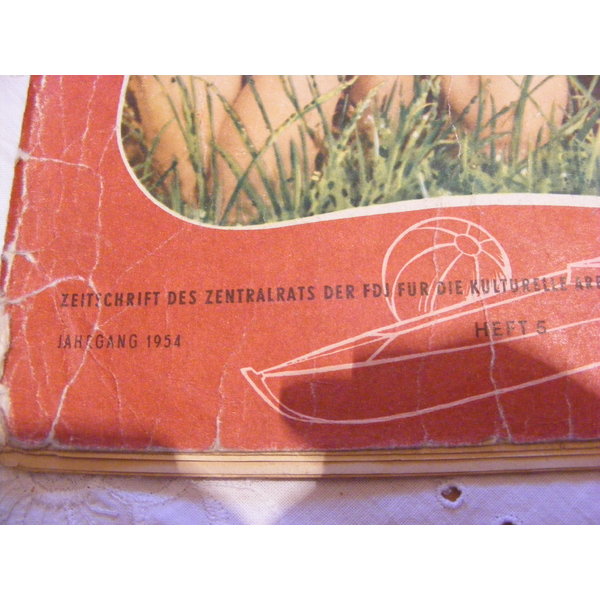 ZEITSCHRIFT DES ZENTRALRATS DER FDJ FÜR DIE KULTURELLE
JAHRGANG 1954 HEFT 5